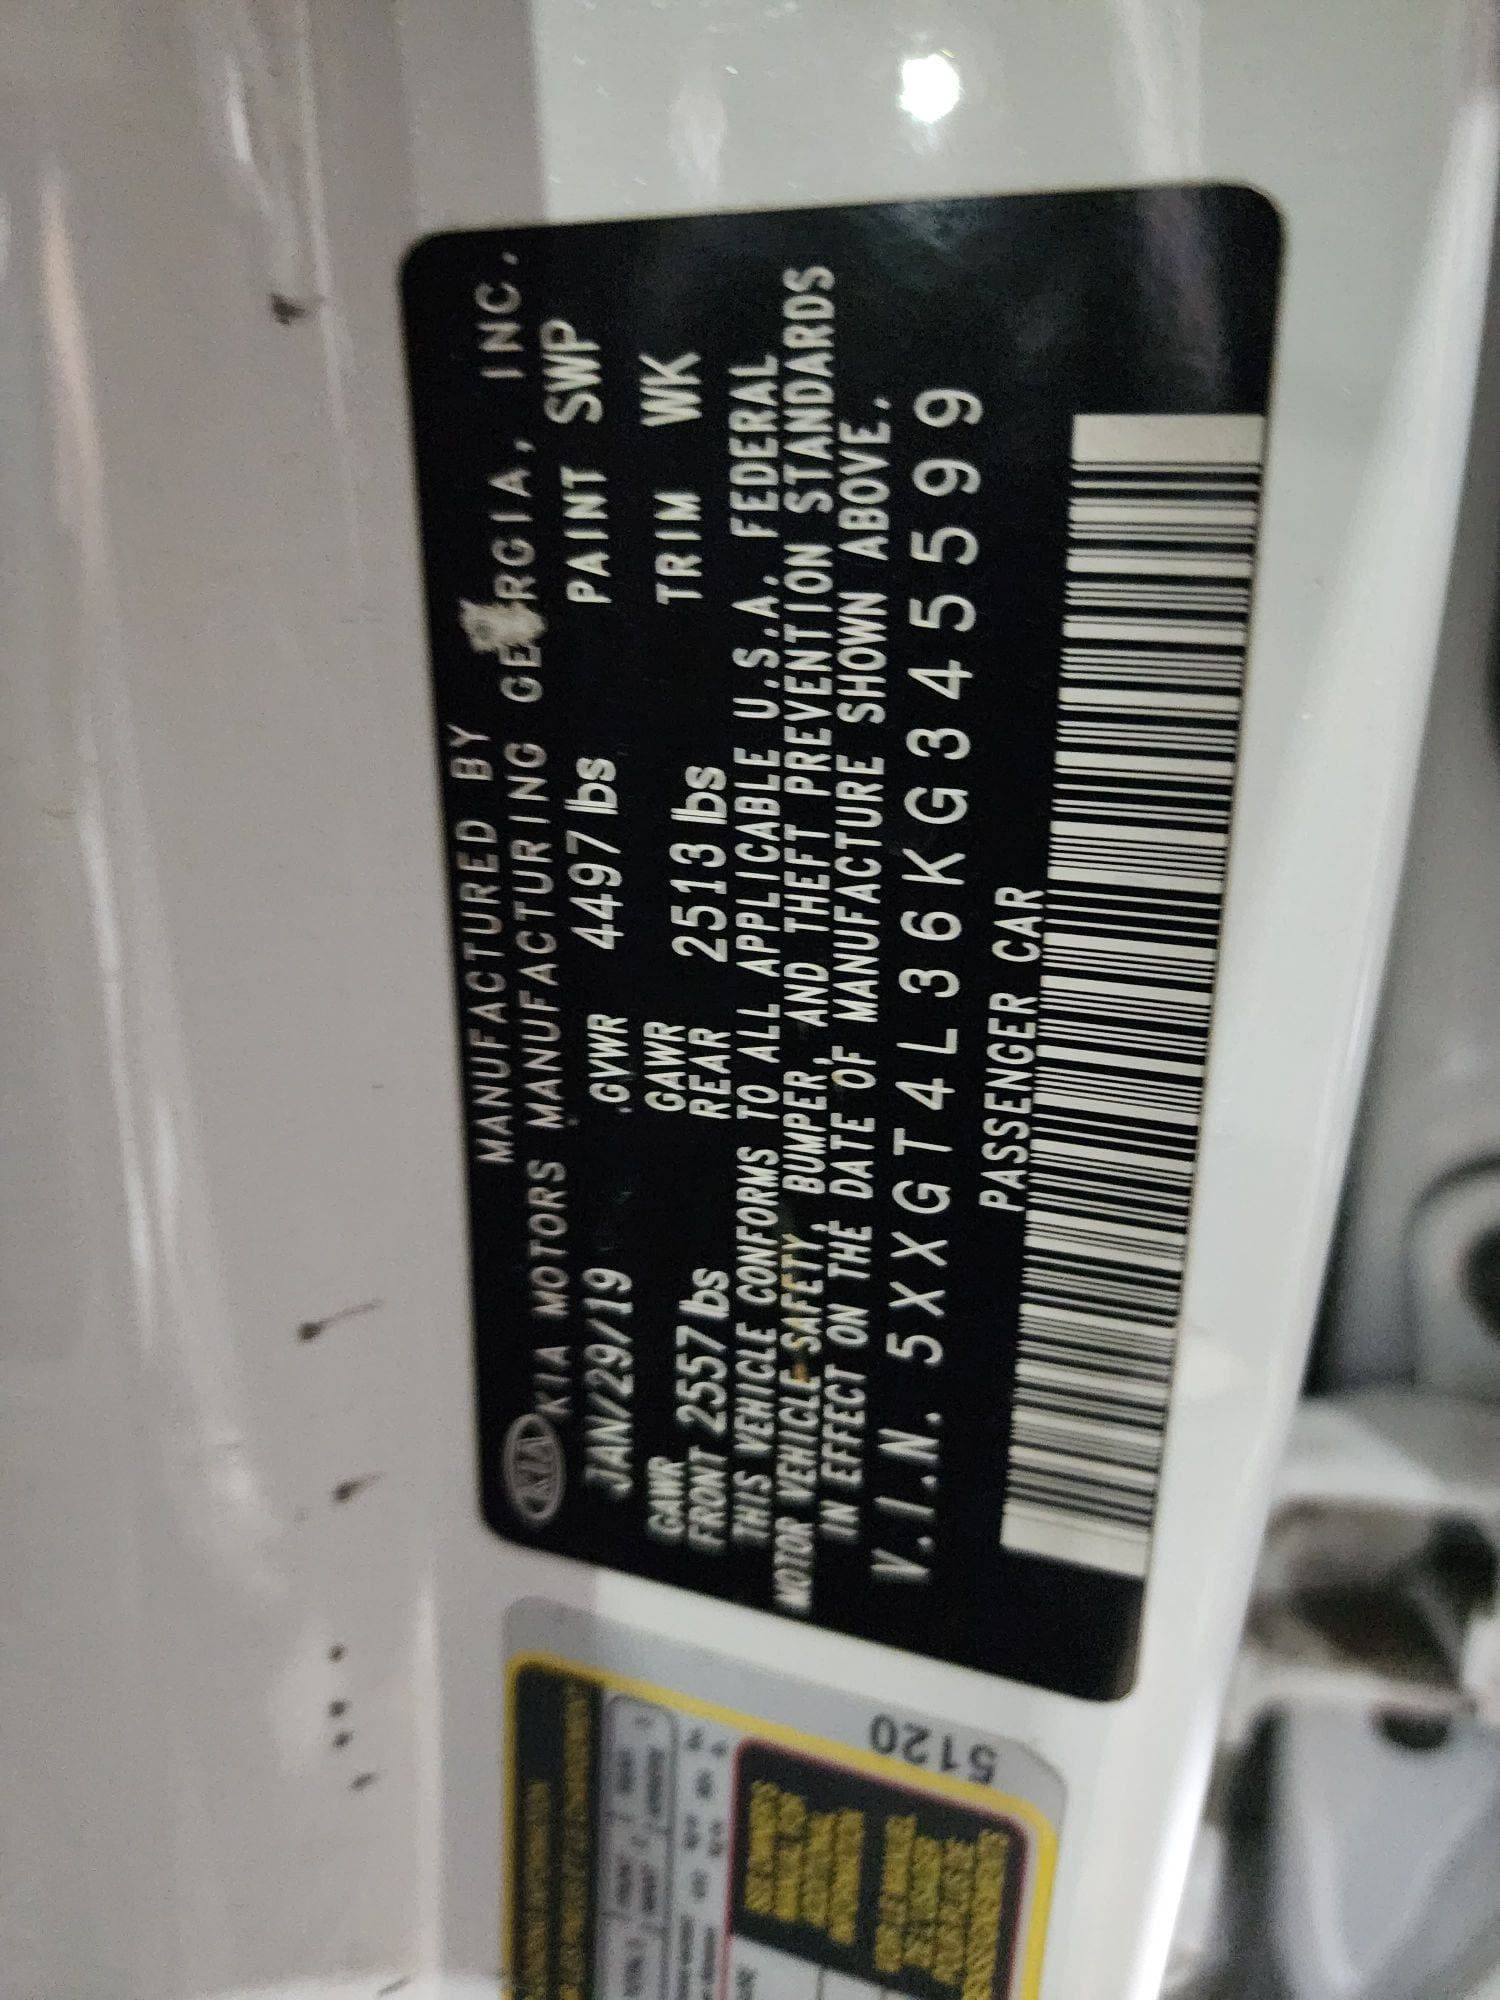 MANUFACTURED BY
KIA KIA MOTORS MANUFACTURING GEORGIA, INC.
JAN/29/19 GVWR 4497 lbs PAINT SWP
GAWR GAWR
FRONT 2557 lbs REAR 2513 lbs TRIM WK
THIS VEHICLE CONFORMS TO ALL APPLICABLE U.S.A. FEDERAL
MOTOR VEHICLE SAFETY, BUMPER, AND THEFT PREVENTION STANDARDS
IN EFFECT ON THE DATE OF MANUFACTURE SHOWN ABOVE.
V.I.N. 5XXGT4L36KG345599
PASSENGER CAR
5120